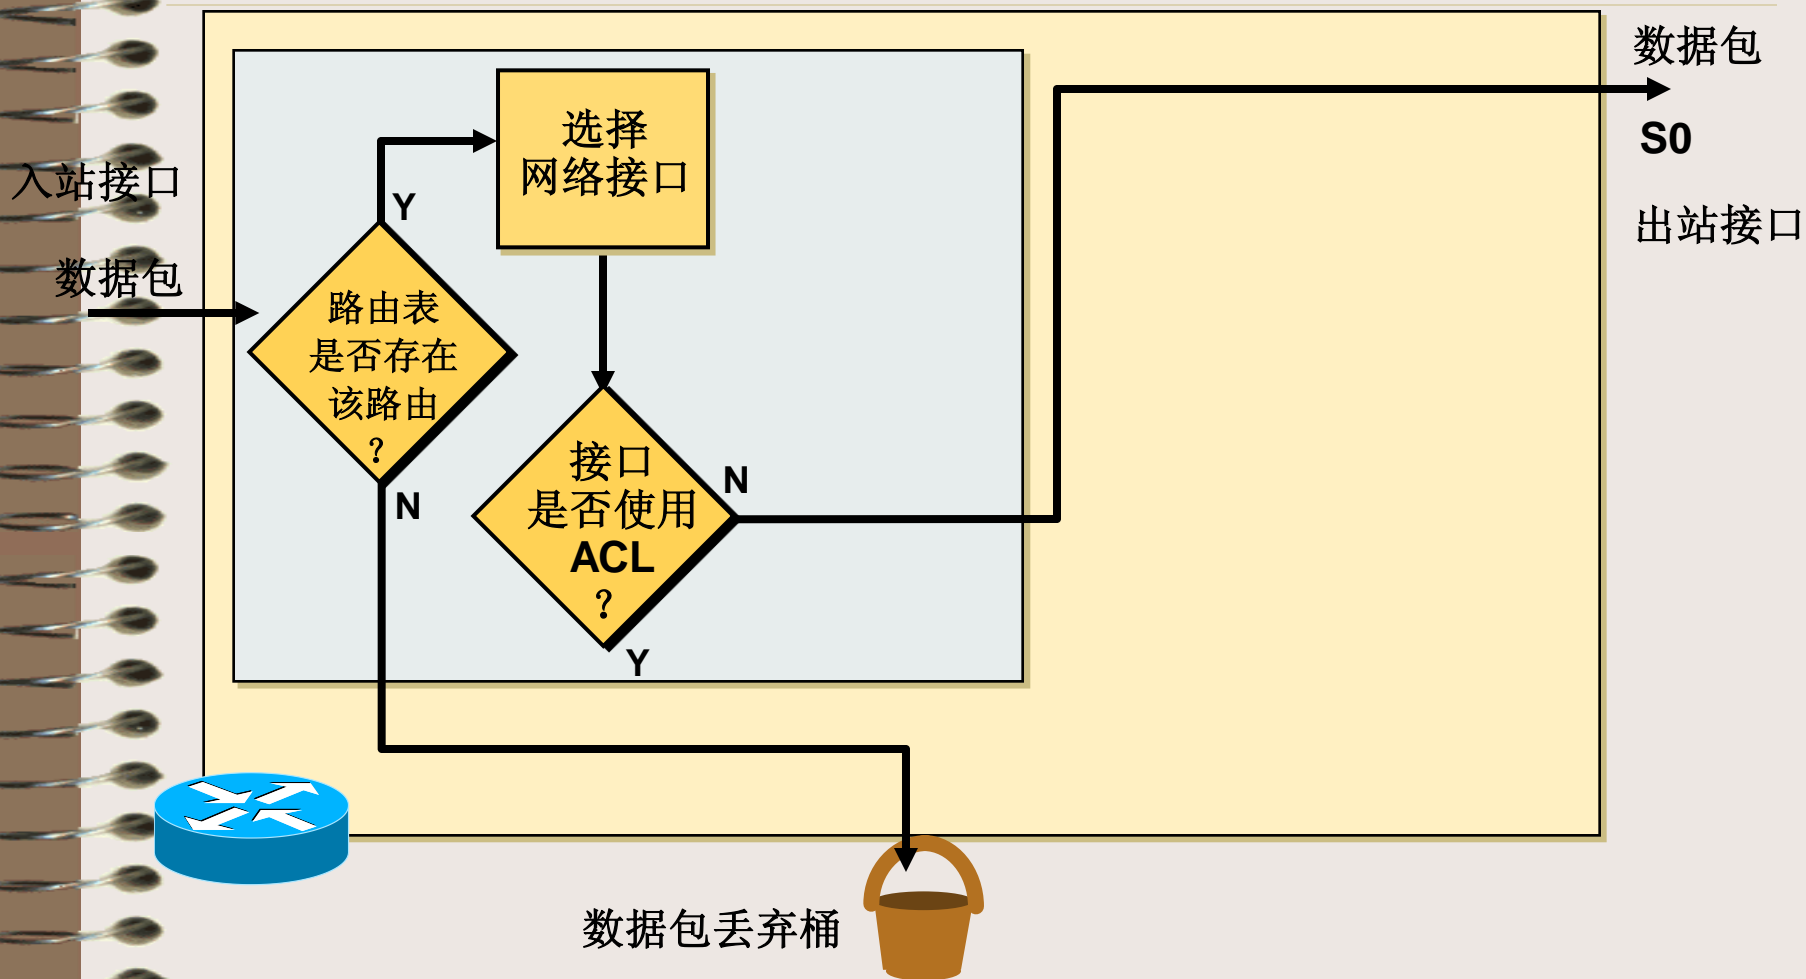 数据包
S0
出站接口
入站接口
数据包
选择
网络接口
Y
路由表
是否存在
该路由
？
N
接口
是否使用
ACL
？
N
Y
数据包丢弃桶